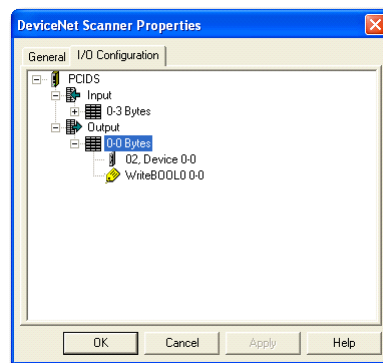 DeviceNet Scanner Properties
General
I/O Configuration
PCIDS
Input
0-3 Bytes
Output
0-0 Bytes
02, Device 0-0
WriteBOOL0 0-0
OK
Cancel
Apply
Help